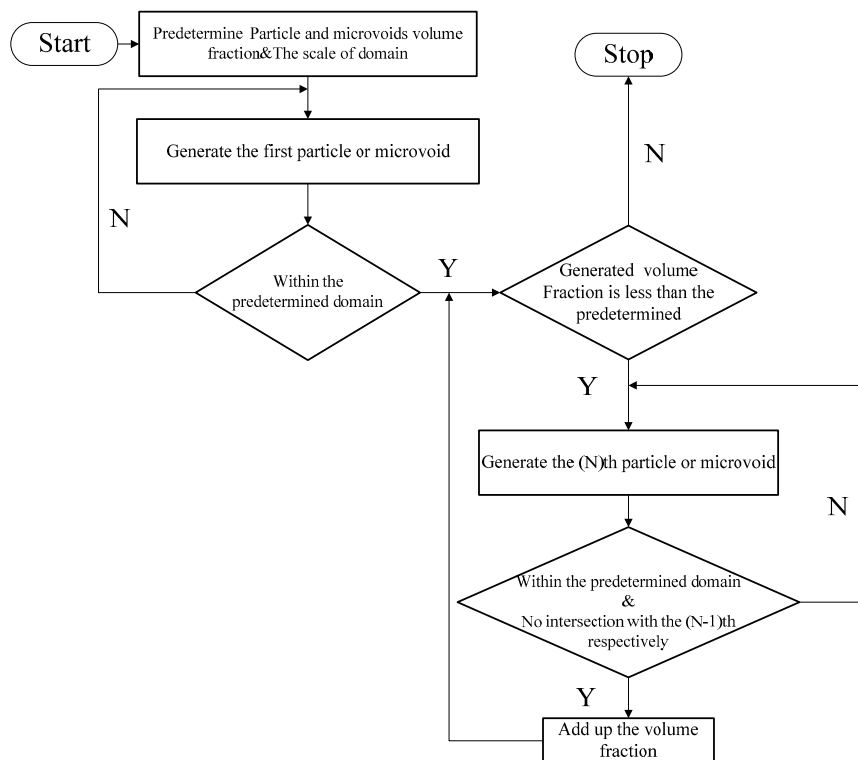 Start
Predetermine Particle and microvoids volume
fraction&The scale of domain
Generate the first particle or microvoid
N
Within the
predetermined domain
Y
Stop
N
Generated volume
Fraction is less than the
predetermined
Y
Generate the (N)th particle or microvoid
N
Within the predetermined domain
&
No intersection with the (N-1)th
respectively
Y
Add up the volume
fraction